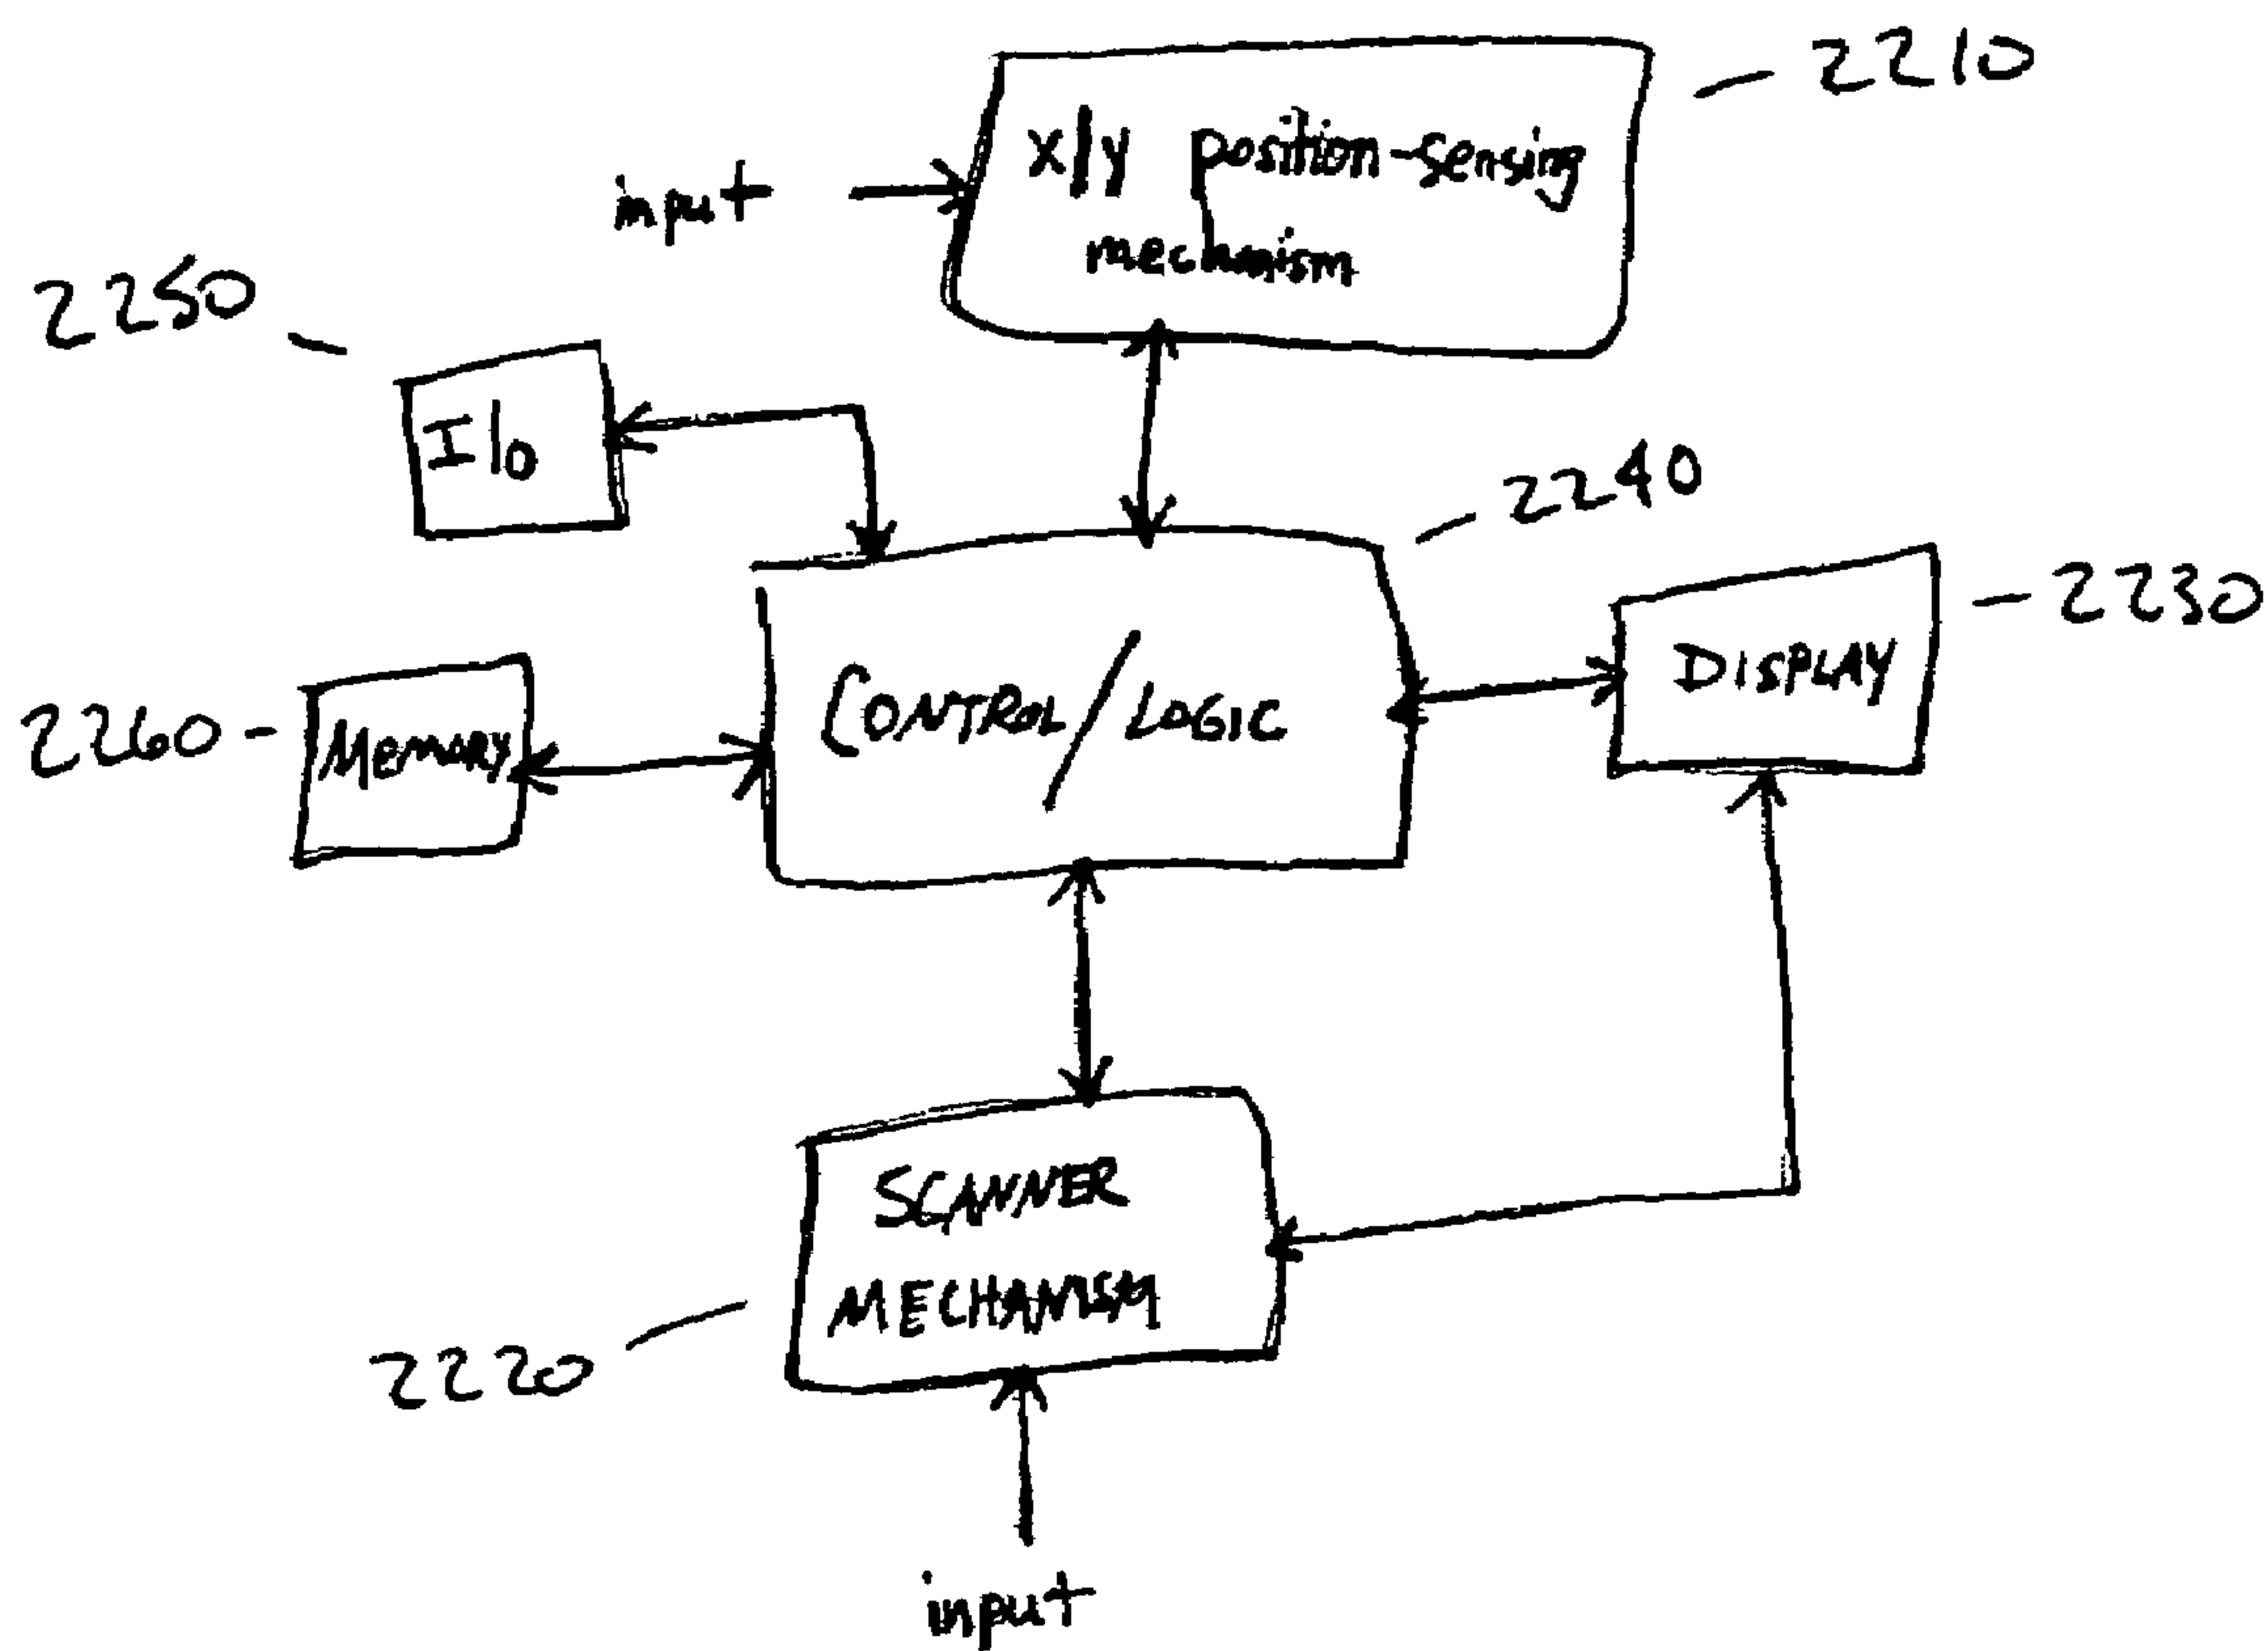 2210
x/y position-sensing
mechanism
input
2250
I/O
2240
2230
DISPLAY
CONTROL/LOGIC
2260
Memory
SCANNER
MECHANISM
2220
input